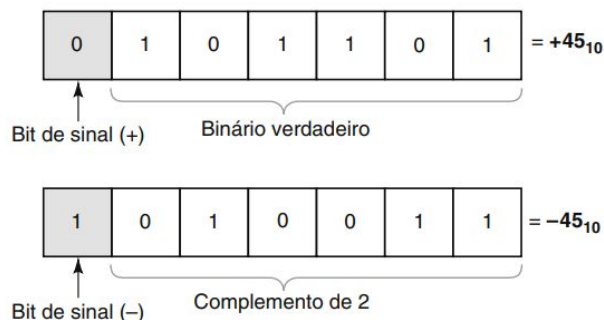 0 1 0 1 1 0 1 = +45₁₀
Bit de sinal (+) Binário verdadeiro
1 0 1 0 0 1 1 = –45₁₀
Bit de sinal (–) Complemento de 2